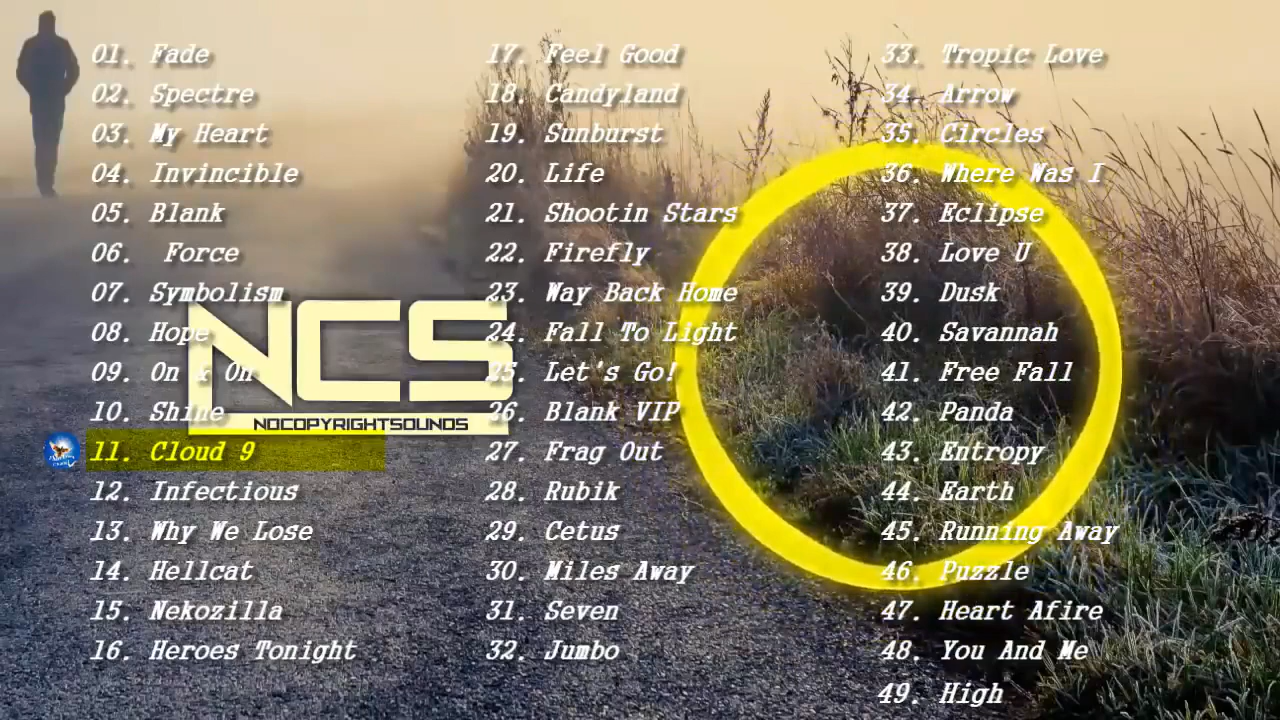 01. Fade
02. Spectre
03. My Heart
04. Invincible
05. Blank
06. Force
07. Symbolism
08. Hope
09. On & On
10. Shine
11. Cloud 9
12. Infectious
13. Why We Lose
14. Hellcat
15. Nekozilla
16. Heroes Tonight
NCS
NOCOPYRIGHTSOUNDS
17. Feel Good
18. Candyland
19. Sunburst
20. Life
21. Shootin Stars
22. Firefly
23. Way Back Home
24. Fall To Light
25. Let's Go!
26. Blank VIP
27. Frag Out
28. Rubik
29. Cetus
30. Miles Away
31. Seven
32. Jumbo
33. Tropic Love
34. Arrow
35. Circles
36. Where Was I
37. Eclipse
38. Love U
39. Dusk
40. Savannah
41. Free Fall
42. Panda
43. Entropy
44. Earth
45. Running Away
46. Puzzle
47. Heart Afire
48. You And Me
49. High